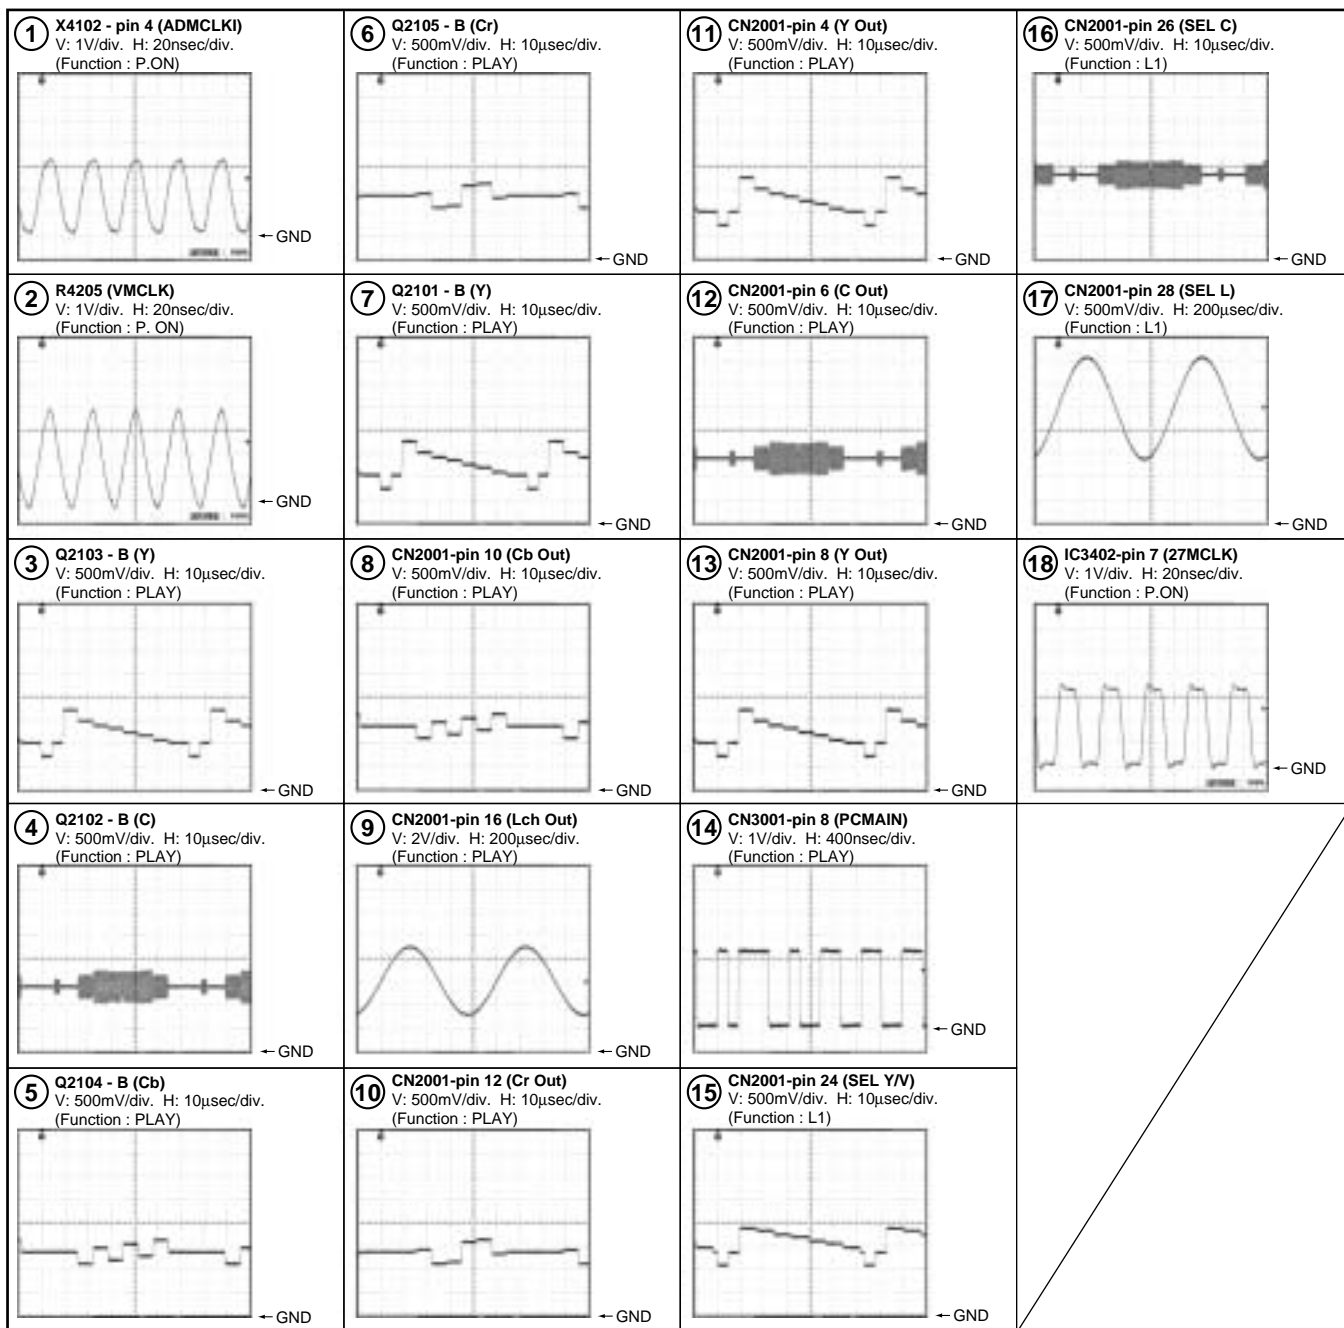 1 X4102 - pin 4 (ADMCLKI)
V: 1V/div. H: 20nsec/div.
(Function : P.ON)
← GND
2 R4205 (VMCLK)
V: 1V/div. H: 20nsec/div.
(Function : P. ON)
← GND
3 Q2103 - B (Y)
V: 500mV/div. H: 10µsec/div.
(Function : PLAY)
← GND
4 Q2102 - B (C)
V: 500mV/div. H: 10µsec/div.
(Function : PLAY)
← GND
5 Q2104 - B (Cb)
V: 500mV/div. H: 10µsec/div.
(Function : PLAY)
← GND
6 Q2105 - B (Cr)
V: 500mV/div. H: 10µsec/div.
(Function : PLAY)
← GND
7 Q2101 - B (Y)
V: 500mV/div. H: 10µsec/div.
(Function : PLAY)
← GND
8 CN2001-pin 10 (Cb Out)
V: 500mV/div. H: 10µsec/div.
(Function : PLAY)
← GND
9 CN2001-pin 16 (Lch Out)
V: 2V/div. H: 200µsec/div.
(Function : PLAY)
← GND
10 CN2001-pin 12 (Cr Out)
V: 500mV/div. H: 10µsec/div.
(Function : PLAY)
← GND
11 CN2001-pin 4 (Y Out)
V: 500mV/div. H: 10µsec/div.
(Function : PLAY)
← GND
12 CN2001-pin 6 (C Out)
V: 500mV/div. H: 10µsec/div.
(Function : PLAY)
← GND
13 CN2001-pin 8 (Y Out)
V: 500mV/div. H: 10µsec/div.
(Function : PLAY)
← GND
14 CN3001-pin 8 (PCMAIN)
V: 1V/div. H: 400nsec/div.
(Function : PLAY)
← GND
15 CN2001-pin 24 (SEL Y/V)
V: 500mV/div. H: 10µsec/div.
(Function : L1)
← GND
16 CN2001-pin 26 (SEL C)
V: 500mV/div. H: 10µsec/div.
(Function : L1)
← GND
17 CN2001-pin 28 (SEL L)
V: 500mV/div. H: 200µsec/div.
(Function : L1)
← GND
18 IC3402-pin 7 (27MCLK)
V: 1V/div. H: 20nsec/div.
(Function : P.ON)
← GND